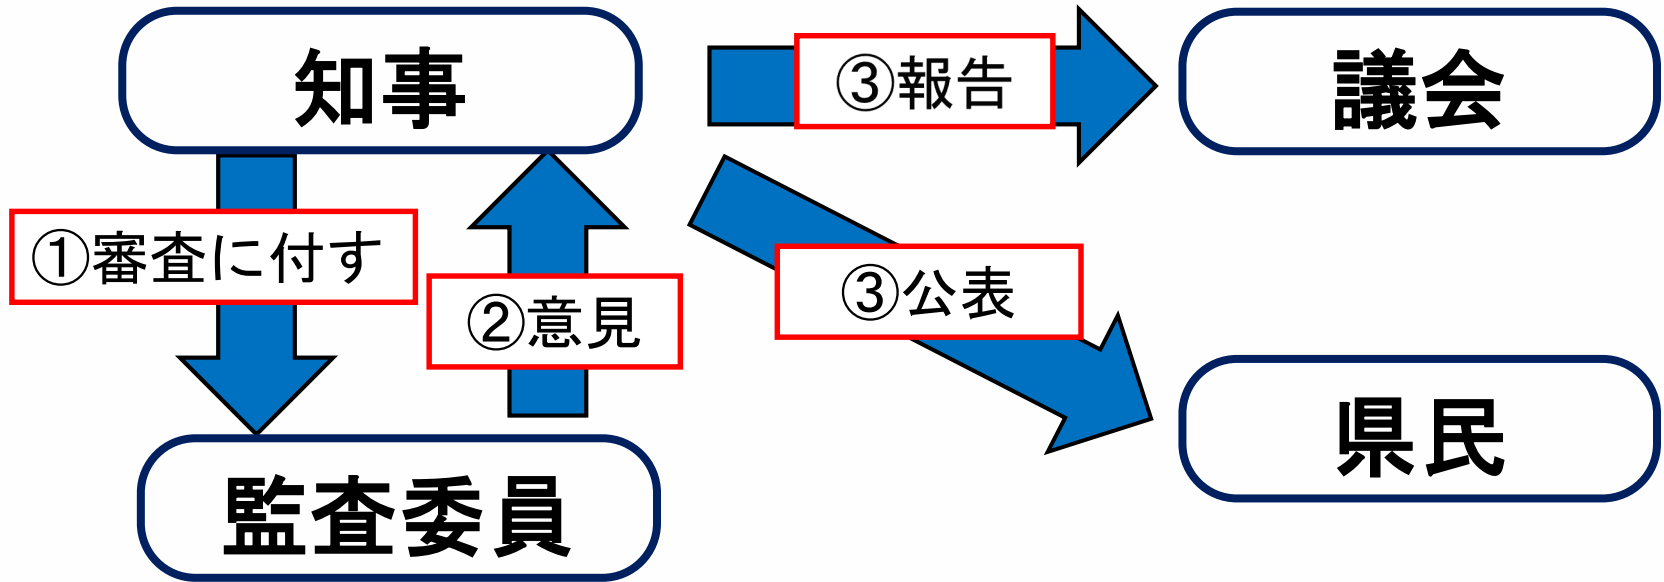 知事
③報告
議会
①審査に付す
②意見
③公表
県民
監査委員